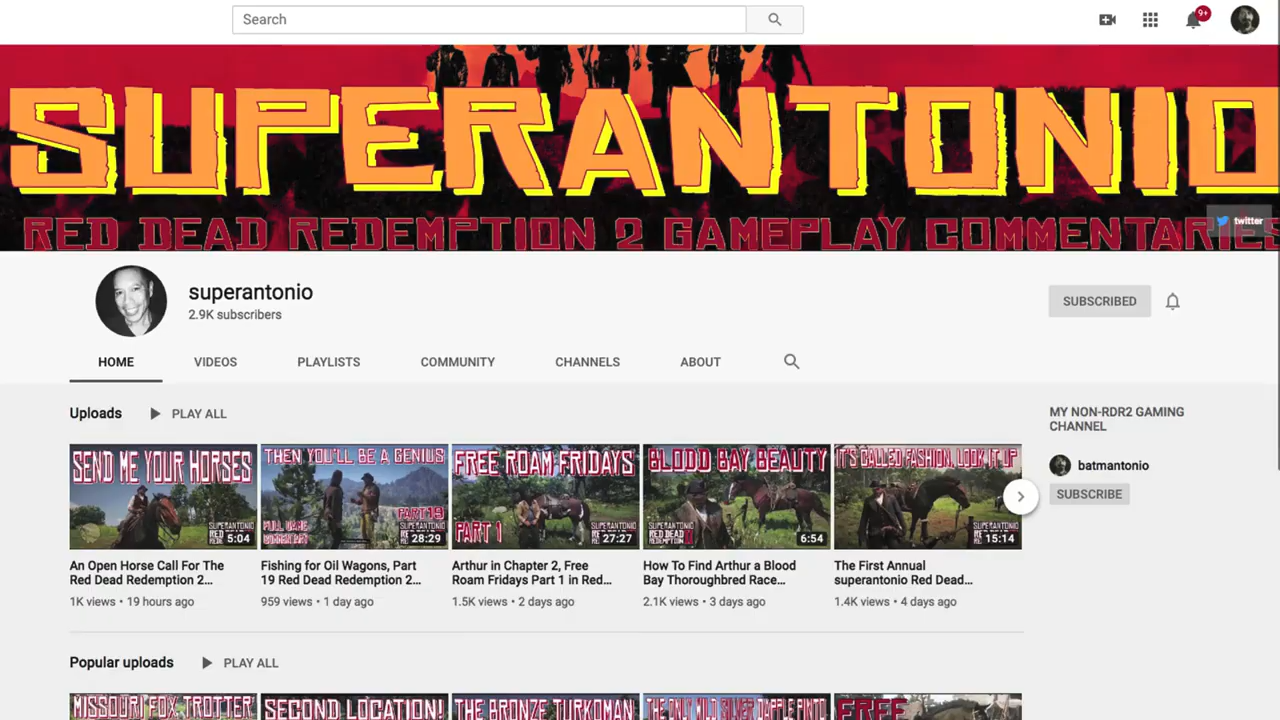 Search
9+
SUPERANTONIO
RED DEAD REDEMPTION 2 GAMEPLAY COMMENTARIES
twitter
superantonio
2.9K subscribers
SUBSCRIBED
HOME
VIDEOS
PLAYLISTS
COMMUNITY
CHANNELS
ABOUT
Uploads
PLAY ALL
MY NON-RDR2 GAMING
CHANNEL
batmantonio
SUBSCRIBE
SEND ME YOUR HORSES
SUPERANTONIO
RED
5:04
An Open Horse Call For The
Red Dead Redemption 2...
1K views • 19 hours ago
THEN YOU'LL BE A GENIUS
FULL GAME
COMMENTARY
PART 19
SUPERANTONIO
28:29
Fishing for Oil Wagons, Part
19 Red Dead Redemption 2...
959 views • 1 day ago
FREE ROAM FRIDAYS
PART 1
SUPERANTONIO
27:27
Arthur in Chapter 2, Free
Roam Fridays Part 1 in Red...
1.5K views • 2 days ago
BLOOD BAY BEAUTY
SUPERANTONIO
RED DEAD
6:54
How To Find Arthur a Blood
Bay Thoroughbred Race...
2.1K views • 3 days ago
IT'S CALLED FASHION, LOOK IT UP
SUPERANTONIO
RED
15:14
The First Annual
superantonio Red Dead...
1.4K views • 4 days ago
Popular uploads
PLAY ALL
MISSOURI FOX TROTTER
SECOND LOCATION!
THE BRONZE TURKOMAN
THE ONLY WILD SILVER DAPPLE PINTO
FREE